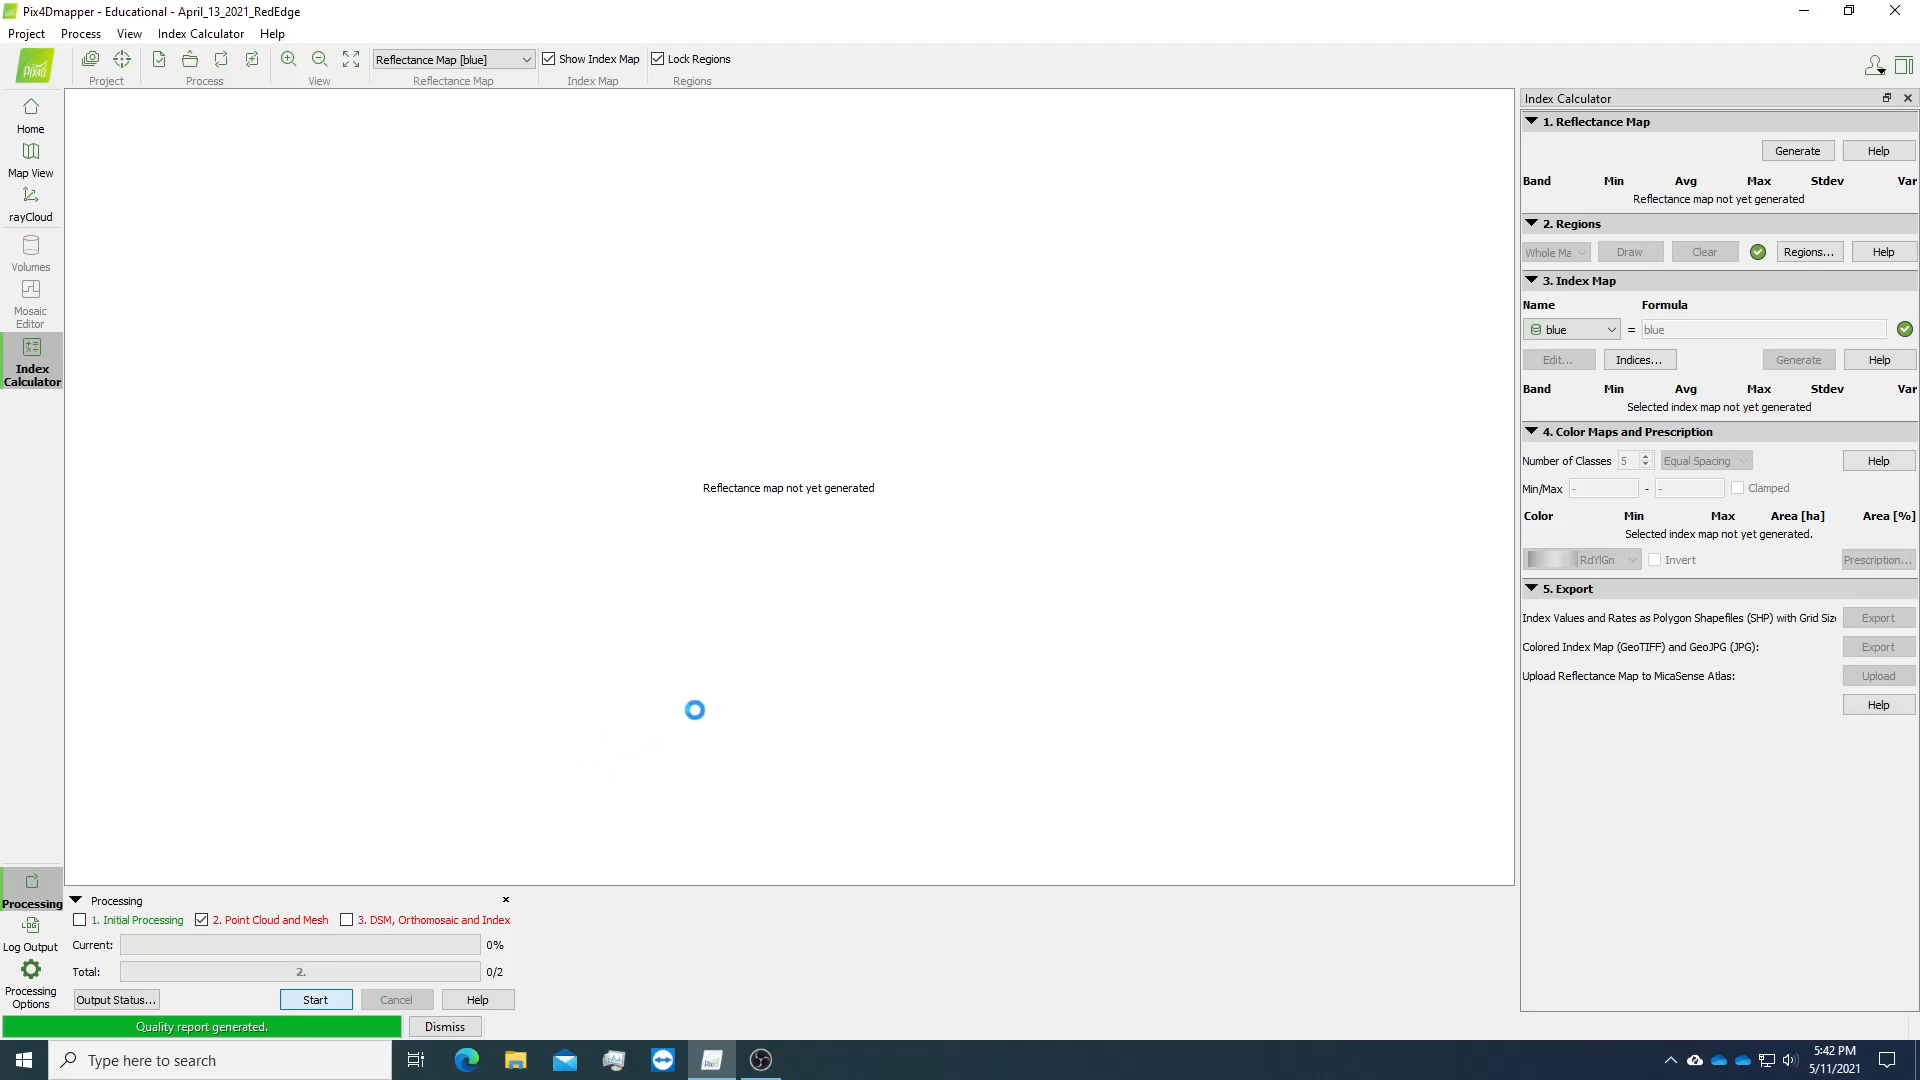 Pix4Dmapper - Educational - April_13_2021_RedEdge
Project Process View Index Calculator Help
Pix4D
Reflectance Map [blue] Show Index Map Lock Regions
Project Process View Reflectance Map Index Map Regions
Home
Map View
rayCloud
Volumes
Mosaic
Editor
Index
Calculator
Reflectance map not yet generated
Index Calculator
1. Reflectance Map
Generate Help
Band Min Avg Max Stdev Var
Reflectance map not yet generated
2. Regions
Whole Ma Draw Clear Regions... Help
3. Index Map
Name Formula
blue = blue
Edit... Indices... Generate Help
Band Min Avg Max Stdev Var
Selected index map not yet generated
4. Color Maps and Prescription
Number of Classes 5 Equal Spacing Help
Min/Max - - - Clamped
Color Min Max Area [ha] Area [%]
Selected index map not yet generated.
RdYlGn Invert Prescription...
5. Export
Index Values and Rates as Polygon Shapefiles (SHP) with Grid Size Export
Colored Index Map (GeoTIFF) and GeoJPG (JPG): Export
Upload Reflectance Map to MicaSense Atlas: Upload
Help
Processing
LOG
Log Output
Processing
Options
Processing
1. Initial Processing 2. Point Cloud and Mesh 3. DSM, Orthomosaic and Index
Current: 0%
Total: 2. 0/2
Output Status... Start Cancel Help
Quality report generated. Dismiss
Type here to search
5:42 PM
5/11/2021